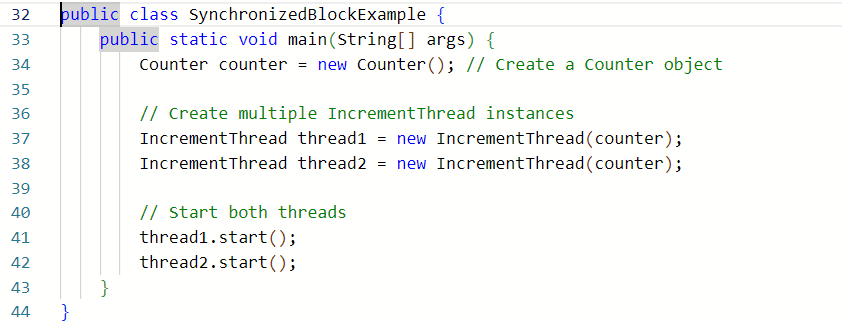 32 public class SynchronizedBlockExample {
33 public static void main(String[] args) {
34 Counter counter = new Counter(); // Create a Counter object
35
36 // Create multiple IncrementThread instances
37 IncrementThread thread1 = new IncrementThread(counter);
38 IncrementThread thread2 = new IncrementThread(counter);
39
40 // Start both threads
41 thread1.start();
42 thread2.start();
43 }
44 }